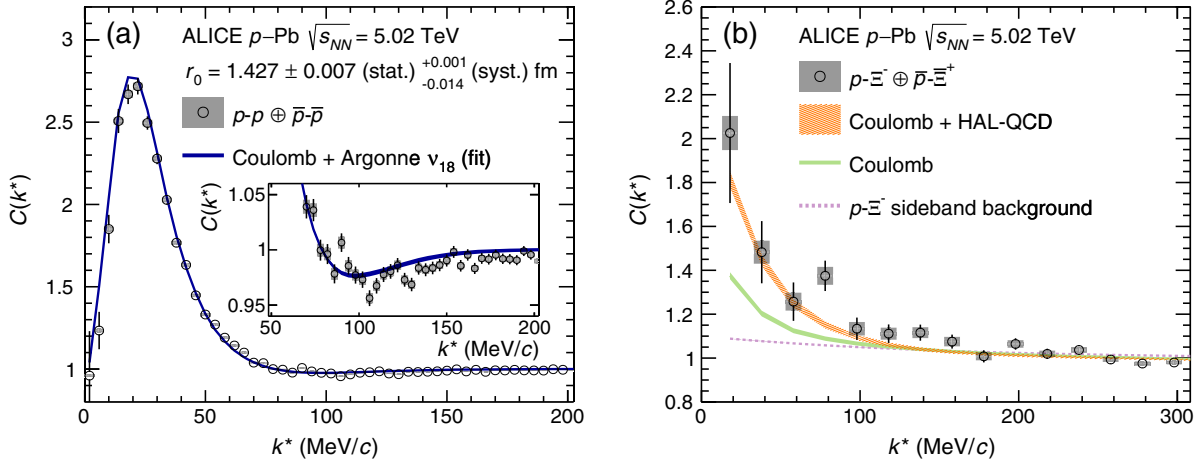 (a)
ALICE p–Pb √sNN = 5.02 TeV
r0 = 1.427 ± 0.007 (stat.) +0.001 -0.014 (syst.) fm
p-p ⊕ p̅-p̅
Coulomb + Argonne ν18 (fit)
C(k*)
3
2.5
2
1.5
1
0 50 100 150 200
k* (MeV/c)
C(k*)
1.05
1
0.95
50 100 150 200
k* (MeV/c)
(b)
ALICE p–Pb √sNN = 5.02 TeV
p-Ξ- ⊕ p̅-Ξ̅+
Coulomb + HAL-QCD
Coulomb
p-Ξ- sideband background
C(k*)
2.6
2.4
2.2
2
1.8
1.6
1.4
1.2
1
0.8
0 100 200 300
k* (MeV/c)